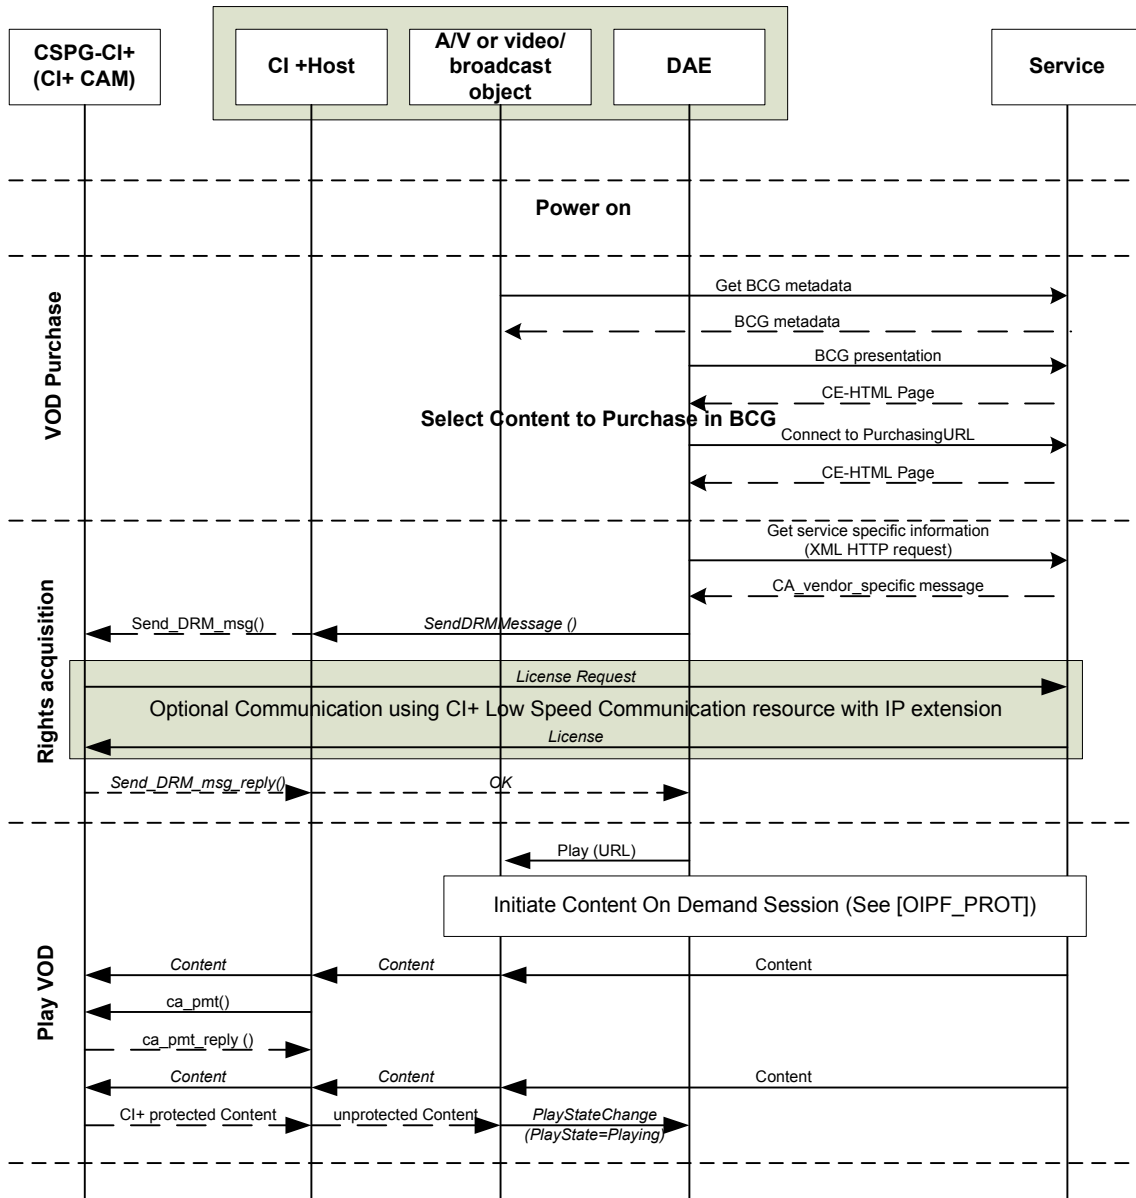 CSPG-CI+
(CI+ CAM)
CI +Host
A/V or video/
broadcast
object
DAE
Service
Power on
VOD Purchase
Get BCG metadata
BCG metadata
BCG presentation
CE-HTML Page
Select Content to Purchase in BCG
Connect to PurchasingURL
CE-HTML Page
Rights acquisition
Get service specific information
(XML HTTP request)
CA_vendor_specific message
Send_DRM_msg()
SendDRMMessage ()
License Request
Optional Communication using CI+ Low Speed Communication resource with IP extension
License
Send_DRM_msg_reply()
OK
Play VOD
Play (URL)
Initiate Content On Demand Session (See [OIPF_PROT])
Content
Content
Content
ca_pmt()
ca_pmt_reply ()
Content
Content
Content
CI+ protected Content
unprotected Content
PlayStateChange
(PlayState=Playing)